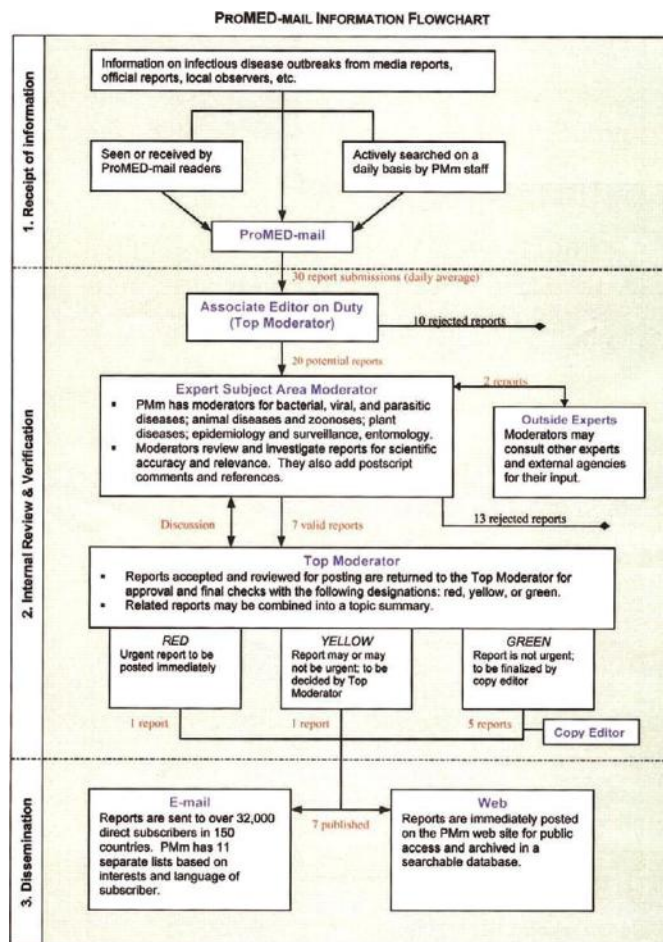 PROMED-MAIL INFORMATION FLOWCHART
1. Receipt of information
Information on infectious disease outbreaks from media reports,
official reports, local observers, etc.
Seen or received by
ProMED-mail readers
Actively searched on a
daily basis by PMm staff
ProMED-mail
2. Internal Review & Verification
30 report submissions (daily average)
Associate Editor on Duty
(Top Moderator)
10 rejected reports
20 potential reports
Expert Subject Area Moderator
• PMm has moderators for bacterial, viral, and parasitic
diseases; animal diseases and zoonoses; plant
diseases; epidemiology and surveillance, entomology.
• Moderators review and investigate reports for scientific
accuracy and relevance. They also add postscript
comments and references.
2 reports
Outside Experts
Moderators may
consult other experts
and external agencies
for their input.
Discussion
7 valid reports
13 rejected reports
Top Moderator
• Reports accepted and reviewed for posting are returned to the Top Moderator for
approval and final checks with the following designations: red, yellow, or green.
• Related reports may be combined into a topic summary.
RED
Urgent report to be
posted immediately
YELLOW
Report may or may
not be urgent; to be
decided by Top
Moderator
GREEN
Report is not urgent;
to be finalized by
copy editor
1 report
1 report
5 reports
Copy Editor
3. Dissemination
E-mail
Reports are sent to over 32,000
direct subscribers in 150
countries. PMm has 11
separate lists based on
interests and language of
subscriber.
7 published
Web
Reports are immediately posted
on the PMm web site for public
access and archived in a
searchable database.